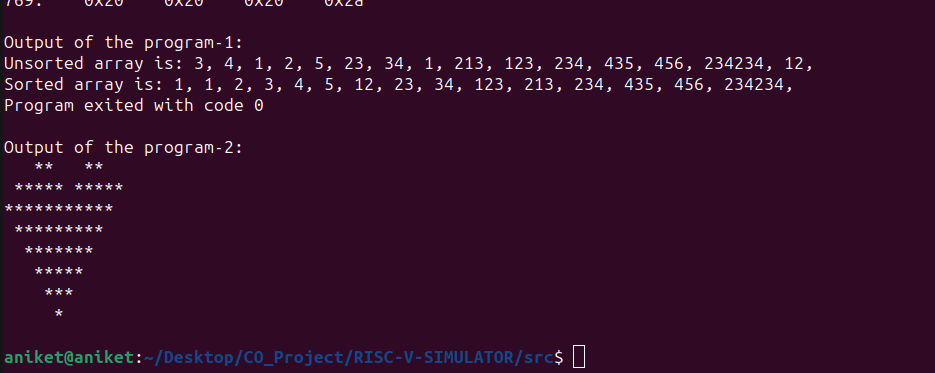 769:    0x20    0x20    0x20    0x2a

Output of the program-1:
Unsorted array is: 3, 4, 1, 2, 5, 23, 34, 1, 213, 123, 234, 435, 456, 234234, 12,
Sorted array is: 1, 1, 2, 3, 4, 5, 12, 23, 34, 123, 213, 234, 435, 456, 234234,
Program exited with code 0

Output of the program-2:
   **   **
 ***** *****
***********
 *********
  *******
   *****
    ***
     *

aniket@aniket:~/Desktop/CO_Project/RISC-V-SIMULATOR/src$